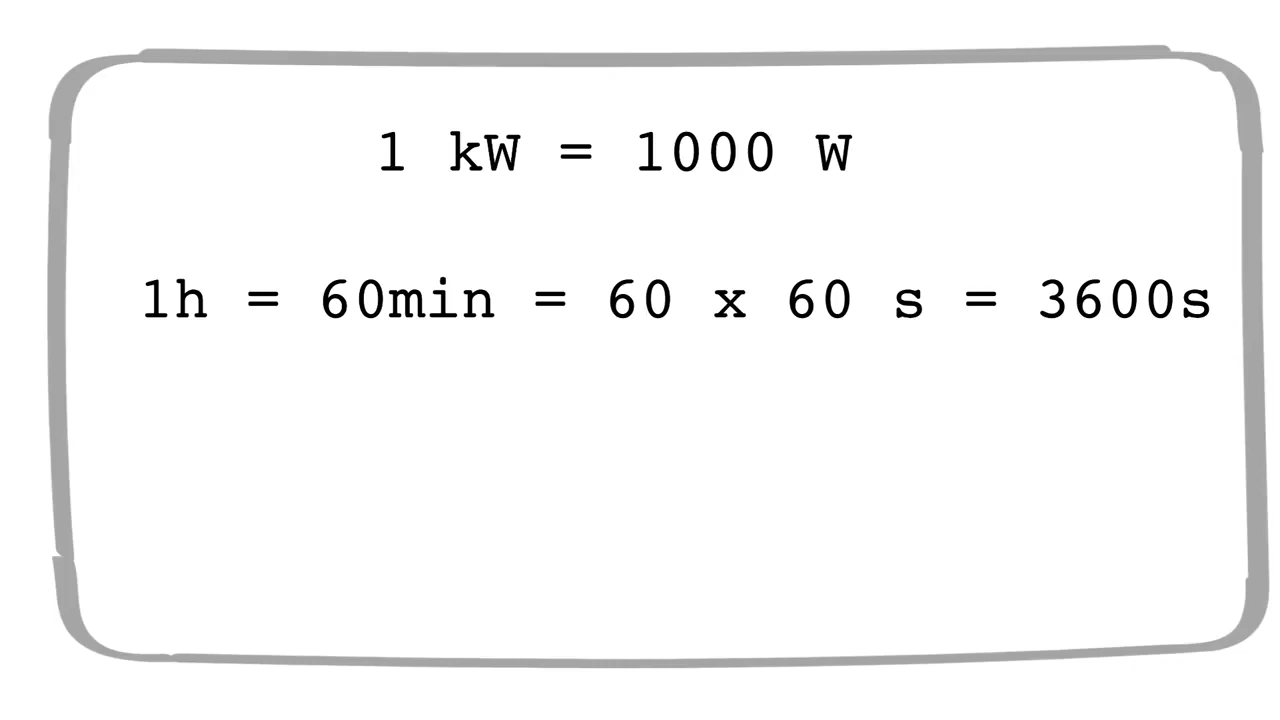 1 kW = 1000 W
1h = 60min = 60 x 60 s = 3600s